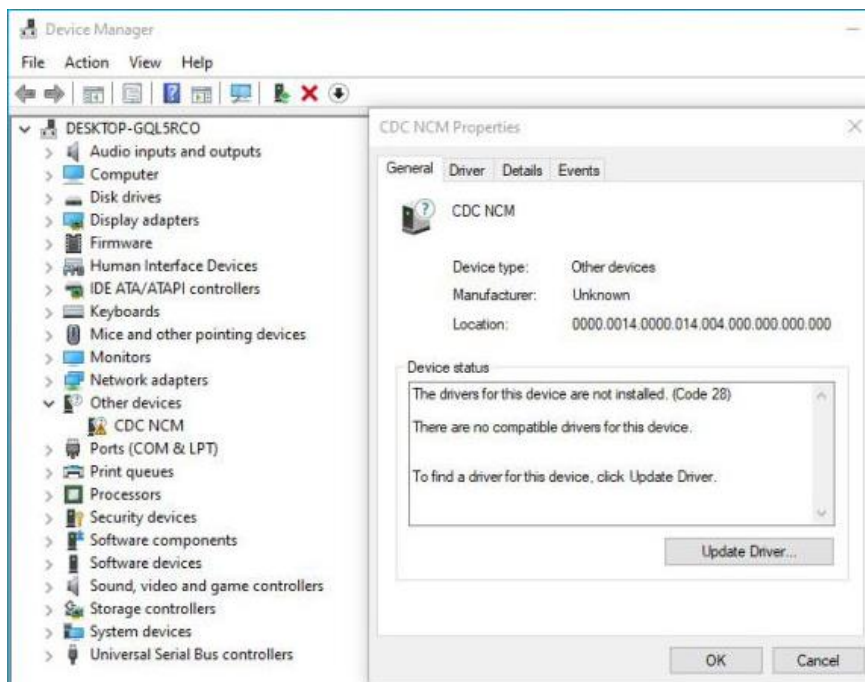 Device Manager
File Action View Help
DESKTOP-GQL5RCO
Audio inputs and outputs
Computer
Disk drives
Display adapters
Firmware
Human Interface Devices
IDE ATA/ATAPI controllers
Keyboards
Mice and other pointing devices
Monitors
Network adapters
Other devices
CDC NCM
Ports (COM & LPT)
Print queues
Processors
Security devices
Software components
Software devices
Sound, video and game controllers
Storage controllers
System devices
Universal Serial Bus controllers
CDC NCM Properties
General Driver Details Events
CDC NCM
Device type: Other devices
Manufacturer: Unknown
Location: 0000.0014.0000.014.004.000.000.000.000
Device status
The drivers for this device are not installed. (Code 28)
There are no compatible drivers for this device.
To find a driver for this device, click Update Driver.
Update Driver...
OK Cancel